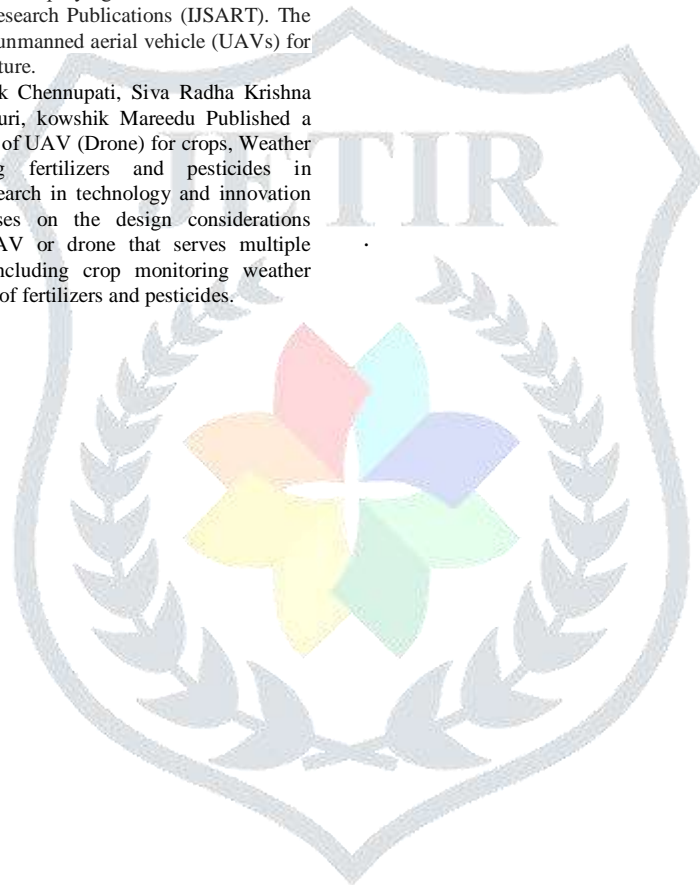 esearch Publications (IJSART). The
unmanned aerial vehicle (UAVs) for
ture.
k Chennupati, Siva Radha Krishna
uri, kowshik Mareedu Published a
of UAV (Drone) for crops, Weather
g fertilizers and pesticides in
earch in technology and innovation
ses on the design considerations
AV or drone that serves multiple
ncluding crop monitoring weather
of fertilizers and pesticides.
JETIR